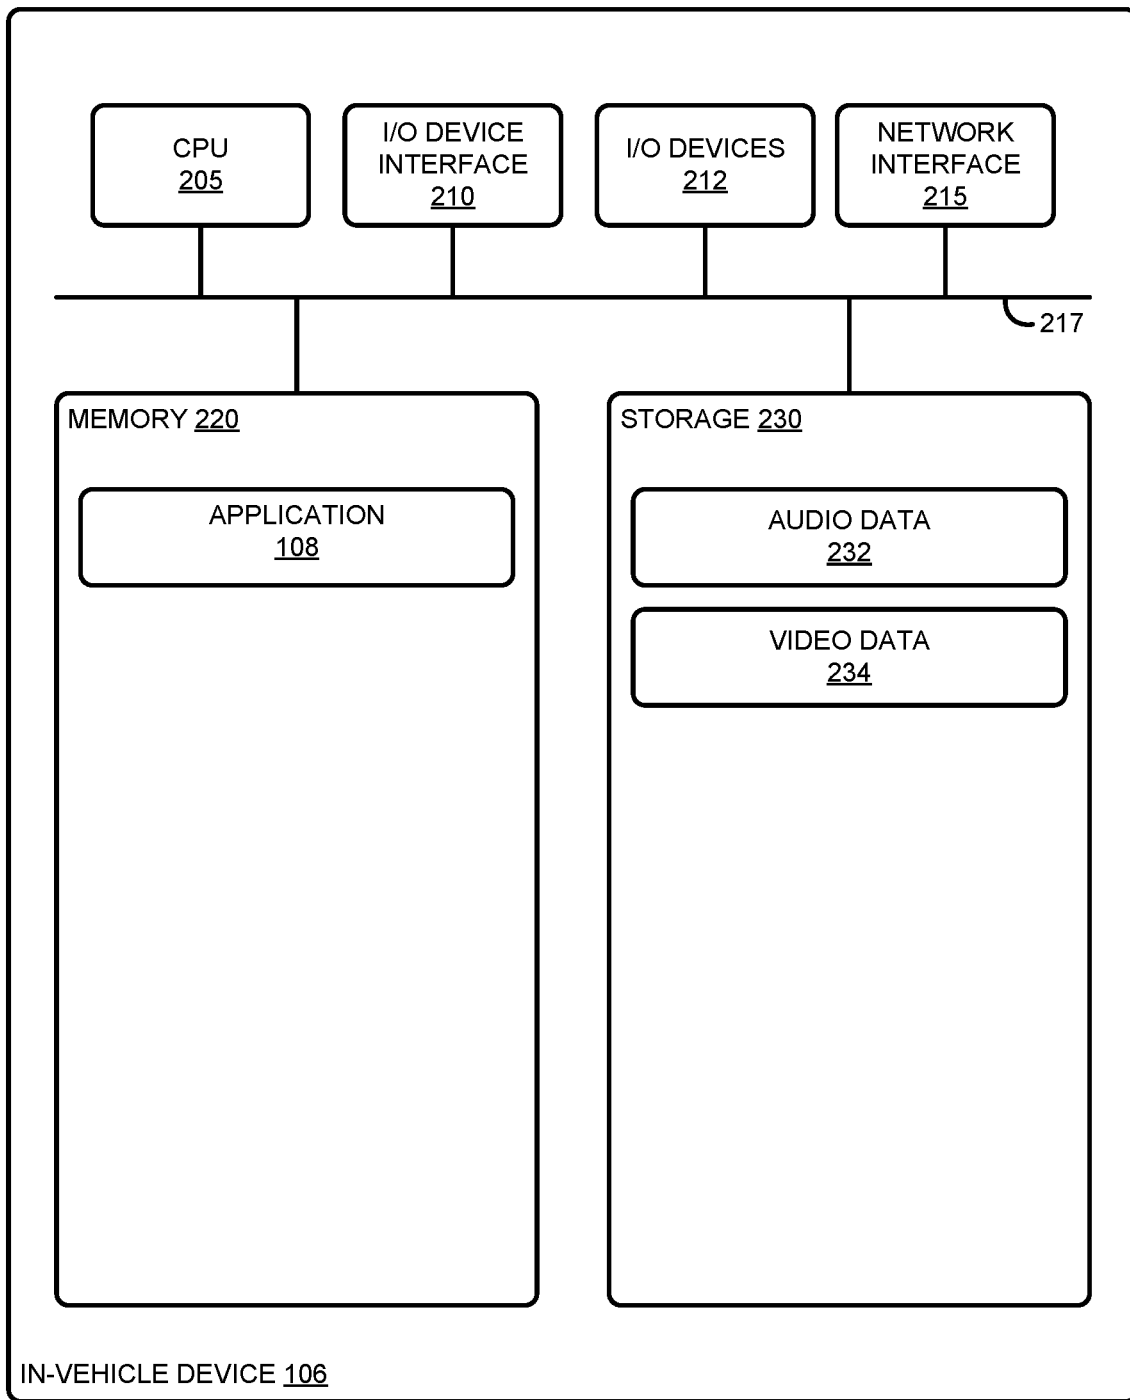 CPU
205
I/O DEVICE
INTERFACE
210
I/O DEVICES
212
NETWORK
INTERFACE
215
217
MEMORY 220
APPLICATION
108
STORAGE 230
AUDIO DATA
232
VIDEO DATA
234
IN-VEHICLE DEVICE 106